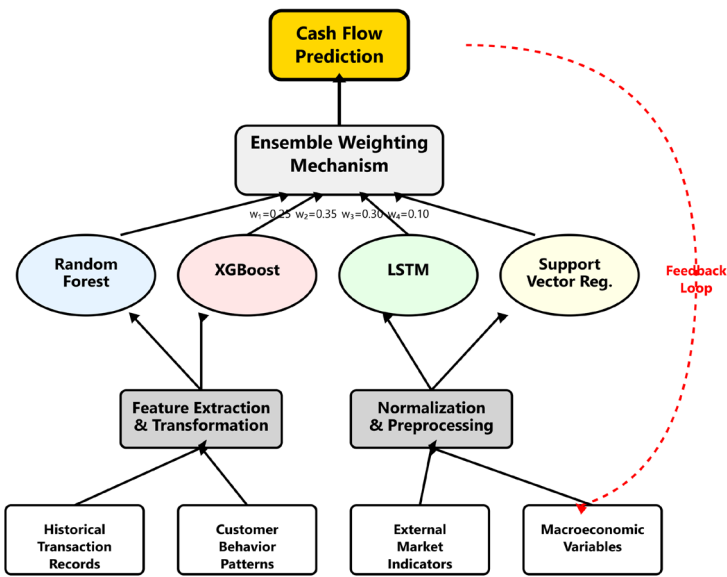 Cash Flow
Prediction
Ensemble Weighting
Mechanism
w₁=0.25 w₂=0.35 w₃=0.30 w₄=0.10
Random
Forest
XGBoost
LSTM
Support
Vector Reg.
Feedback
Loop
Feature Extraction
& Transformation
Normalization
& Preprocessing
Historical
Transaction
Records
Customer
Behavior
Patterns
External
Market
Indicators
Macroeconomic
Variables